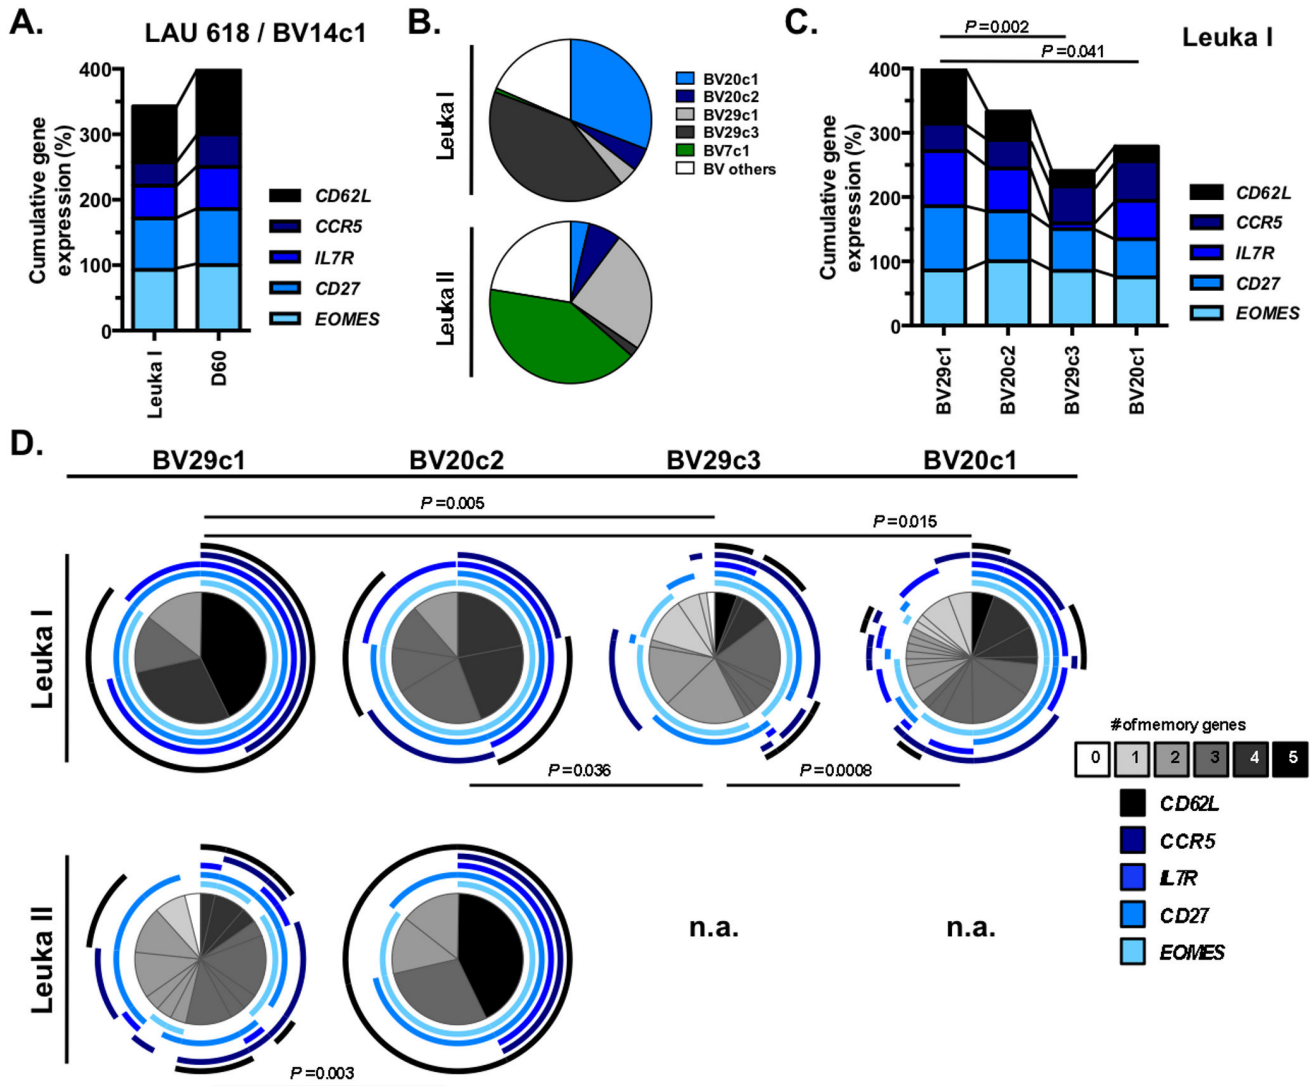 A.
LAU 618 / BV14c1
Cumulative gene
expression (%)
400
300
200
100
0
Leuka I
D60
CD62L
CCR5
IL7R
CD27
EOMES
B.
Leuka I
Leuka II
BV20c1
BV20c2
BV29c1
BV29c3
BV7c1
BV others
C.
Leuka I
P =0.002
P =0.041
Cumulative gene
expression (%)
400
300
200
100
0
BV29c1
BV20c2
BV29c3
BV20c1
CD62L
CCR5
IL7R
CD27
EOMES
D.
BV29c1 BV20c2 BV29c3 BV20c1
P =0.005
P =0.015
Leuka I
P =0.036
P =0.0008
# of memory genes
0 1 2 3 4 5
CD62L
CCR5
IL7R
CD27
EOMES
Leuka II
n.a. n.a.
P =0.003